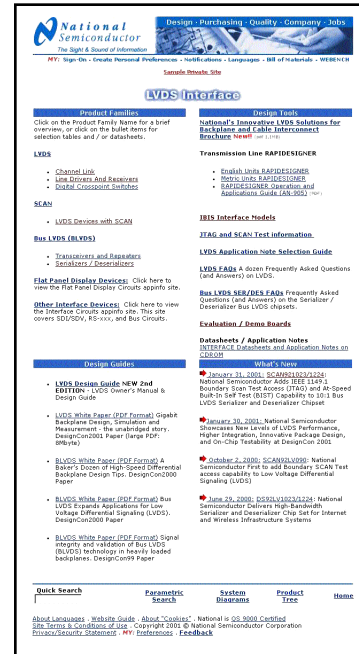 National
Semiconductor
The Sight & Sound of Information
Design · Purchasing · Quality · Company · Jobs
MY: Sign-On - Create Personal Preferences - Notifications - Languages - Bill of Materials - WEBENCH
Sample Private Site
LVDS Interface
Product Families
Click on the Product Family Name for a brief
overview, or click on the bullet items for
selection tables and / or datasheets.
LVDS
• Channel Link
• Line Drivers And Receivers
• Digital Crosspoint Switches
SCAN
• LVDS Devices with SCAN
Bus LVDS (BLVDS)
• Transceivers and Repeaters
• Serializers / Deserializers
Flat Panel Display Devices: Click here to
view the Flat Panel Display Circuits appinfo site.
Other Interface Devices: Click here to view
the Interface Circuits appinfo site. This site
covers SDI/SDV, RS-xxx, and Bus Circuits.
Design Tools
National's Innovative LVDS Solutions for
Backplane and Cable Interconnect
Brochure New!! (pdf 1.1MB)
Transmission Line RAPIDESIGNER
• English Units RAPIDESIGNER
• Metric Units RAPIDESIGNER
• RAPIDESIGNER Operation and
Applications Guide (AN-905) (PDF)
IBIS Interface Models
JTAG and SCAN Test information
LVDS Application Note Selection Guide
LVDS FAQs A dozen Frequently Asked Questions
(and Answers) on LVDS.
Bus LVDS SER/DES FAQs Frequently Asked
Questions (and Answers) on the Serializer /
Deserializer Bus LVDS chipsets.
Evaluation / Demo Boards
Datasheets / Application Notes
INTERFACE Datasheets and Application Notes on
CDROM
Design Guides
• LVDS Design Guide NEW 2nd
EDITION - LVDS Owner's Manual &
Design Guide
• LVDS White Paper (PDF Format) Gigabit
Backplane Design, Simulation and
Measurement - the unabridged story.
DesignCon2001 Paper (large PDF:
8Mbyte)
• BLVDS White Paper (PDF Format) A
Baker's Dozen of High-Speed Differential
Backplane Design Tips. DesignCon2000
Paper
• BLVDS White Paper (PDF Format) Bus
LVDS Expands Applications for Low
Voltage Differential Signaling (LVDS).
DesignCon2000 Paper
• BLVDS White Paper (PDF Format) Signal
integrity and validation of Bus LVDS
(BLVDS) technology in heavily loaded
backplanes. DesignCon99 Paper
What's New
January 31, 2001: SCAN921023/1224:
National Semiconductor Adds IEEE 1149.1
Boundary Scan Test Access (JTAG) and At-Speed
Built-In Self Test (BIST) Capability to 10:1 Bus
LVDS Serializer and Deserializer Chipset
January 30, 2001: National Semiconductor
Showcases New Levels of LVDS Performance,
Higher Integration, Innovative Package Design,
and On-Chip Testability at DesignCon 2001
October 2, 2000: SCAN92LV090: National
Semiconductor First to add Boundary SCAN Test
access capability to Low Voltage Differential
Signaling (LVDS)
June 29, 2000: DS92LV1023/1224: National
Semiconductor Delivers High-Bandwidth
Serializer and Deserializer Chip Set for Internet
and Wireless Infrastructure Systems
Quick Search
Parametric
Search
System
Diagrams
Product
Tree
Home
About Languages . Website Guide . About "Cookies" . National is QS 9000 Certified
Site Terms & Conditions of Use . Copyright 2001 © National Semiconductor Corporation
Privacy/Security Statement . MY: Preferences . Feedback